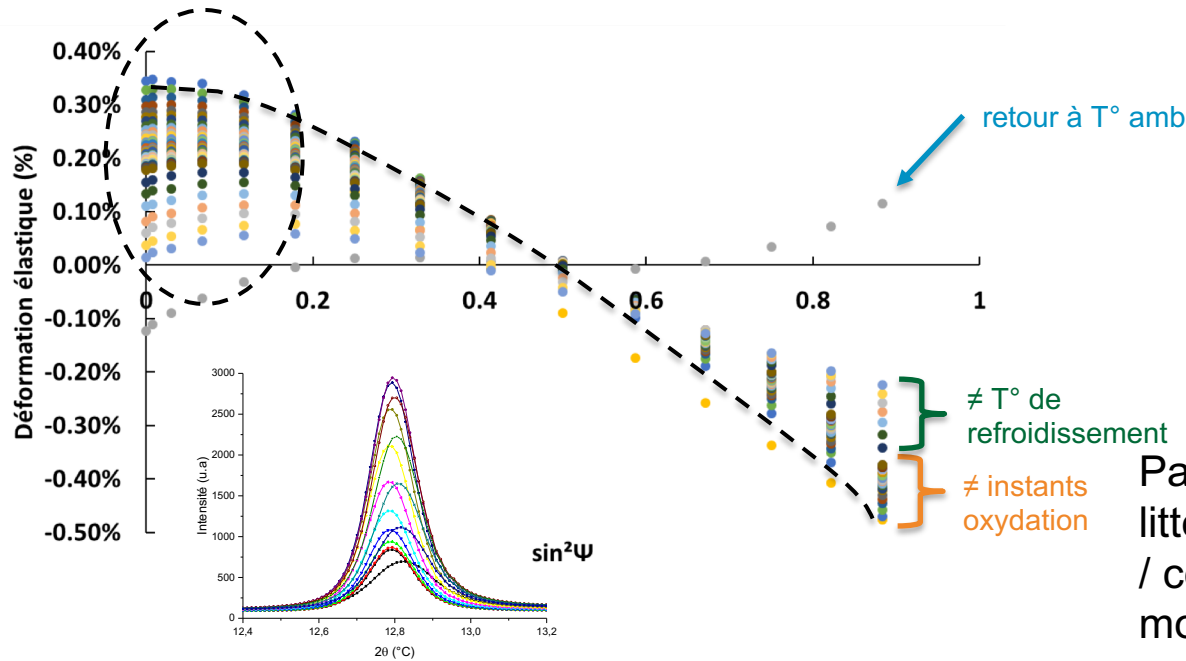 0.40%
0.30%
0.20%
0.10%
0.00%
-0.10%
-0.20%
-0.30%
-0.40%
-0.50%
Déformation élastique (%)
0 0.2 0.4 0.6 0.8 1
sin²Ψ
retour à T° amb
≠ T° de
refroidissement
≠ instants
oxydation
3000
2500
2000
1500
1000
500
0
Intensité (u.a)
12,4 12,6 12,8 13,0 13,2
2θ (°C)
Pa
litt
/ c
mo